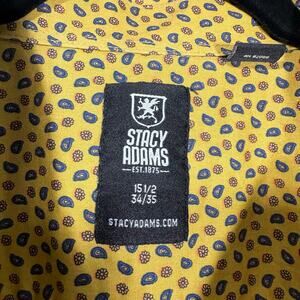 STACY
ADAMS
EST.1875
15 1/2
34/35
STACYADAMS.COM